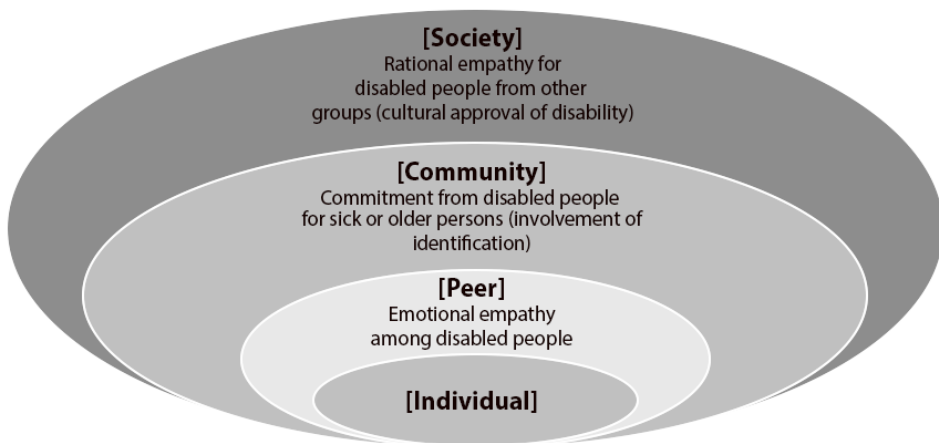 [Society]
Rational empathy for
disabled people from other
groups (cultural approval of disability)
[Community]
Commitment from disabled people
for sick or older persons (involvement of
identification)
[Peer]
Emotional empathy
among disabled people
[Individual]